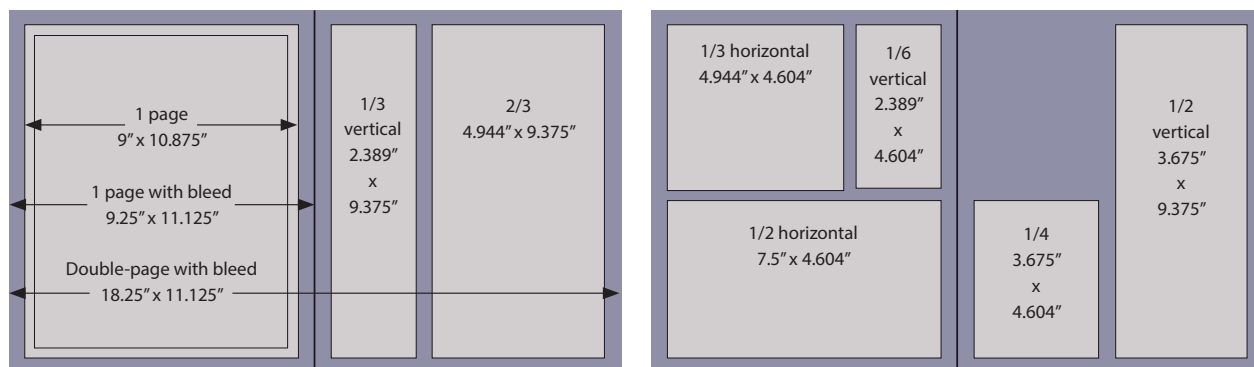 1 page
9” x 10.875”
1 page with bleed
9.25” x 11.125”
Double-page with bleed
18.25” x 11.125”
1/3
vertical
2.389”
x
9.375”
2/3
4.944” x 9.375”
1/3 horizontal
4.944” x 4.604”
1/6
vertical
2.389”
x
4.604”
1/2 horizontal
7.5” x 4.604”
1/4
3.675”
x
4.604”
1/2
vertical
3.675”
x
9.375”